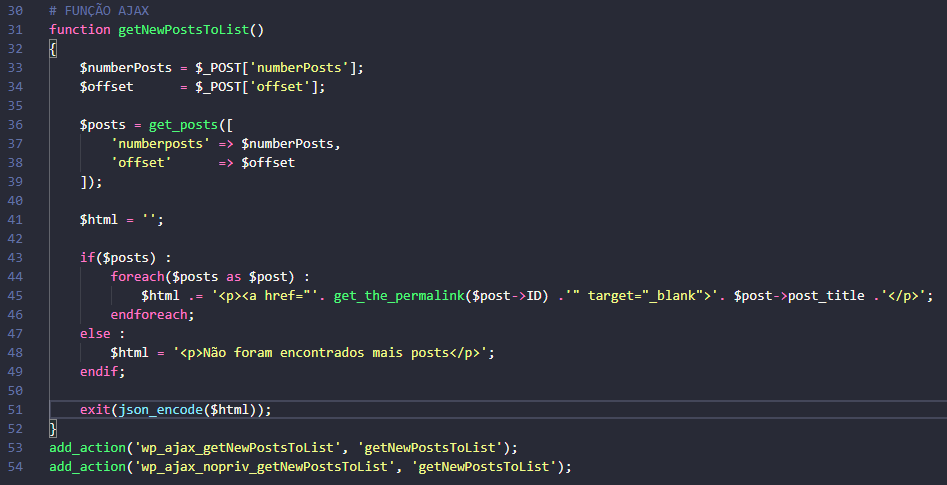 30 # FUNÇÃO AJAX
31 function getNewPostsToList()
32 {
33     $numberPosts = $_POST['numberPosts'];
34     $offset      = $_POST['offset'];
35
36     $posts = get_posts([
37         'numberposts' => $numberPosts,
38         'offset'      => $offset
39     ]);
40
41     $html = '';
42
43     if($posts) :
44         foreach($posts as $post) :
45             $html .= '<p><a href="'. get_the_permalink($post->ID) .'" target="_blank">'. $post->post_title .'</p>';
46         endforeach;
47     else :
48         $html = '<p>Não foram encontrados mais posts</p>';
49     endif;
50
51     exit(json_encode($html));
52 }
53 add_action('wp_ajax_getNewPostsToList', 'getNewPostsToList');
54 add_action('wp_ajax_nopriv_getNewPostsToList', 'getNewPostsToList');